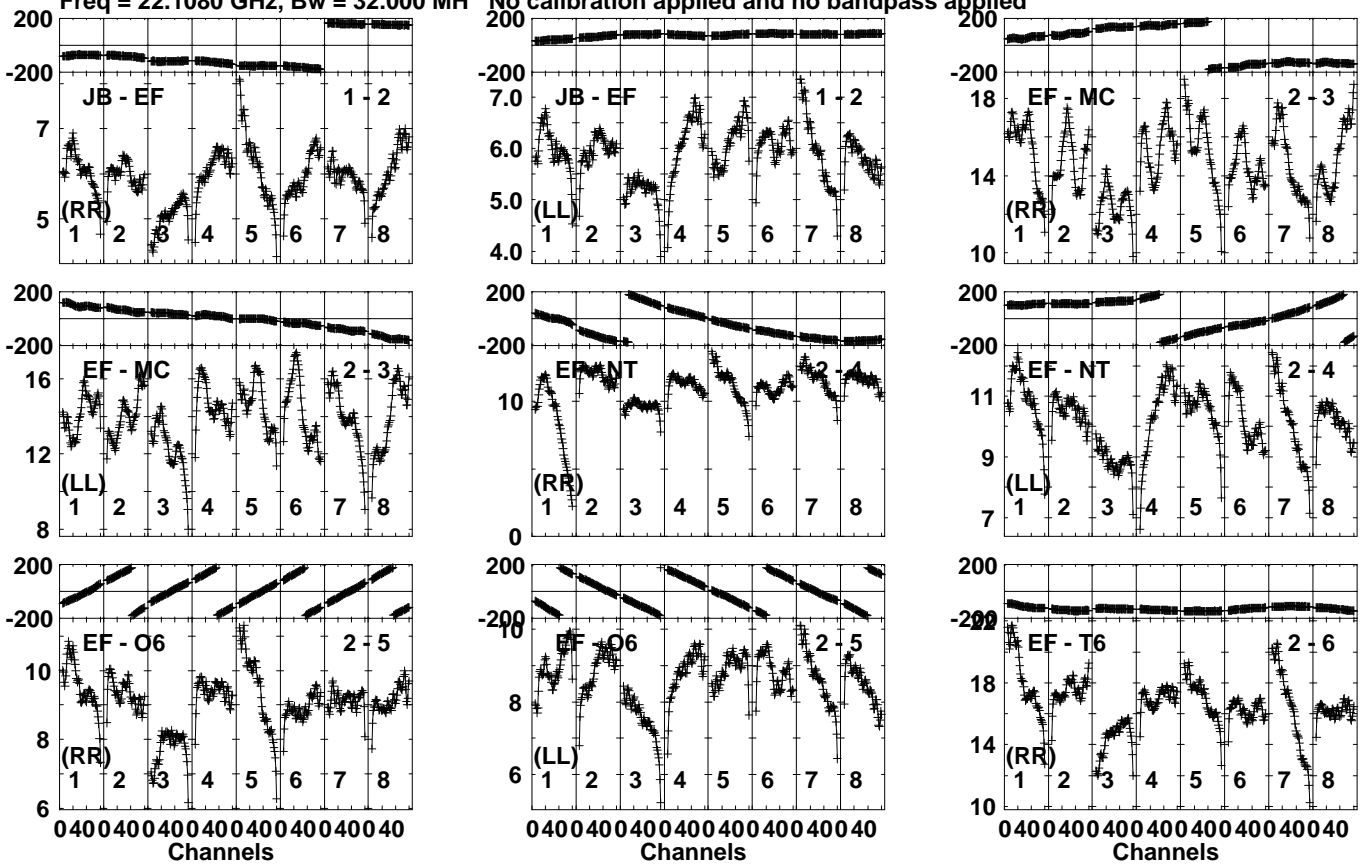 Freq = 22.1080 GHz, Bw = 32.000 MH No calibration applied and no bandpass applied
200
-200
JB - EF 1 - 2
7
5
(RR)
1 2 3 4 5 6 7 8
200
-200
JB - EF 1 - 2
7.0
6.0
5.0
4.0
(LL)
1 2 3 4 5 6 7 8
200
-200
EF - MC 2 - 3
18
14
10
(RR)
1 2 3 4 5 6 7 8
200
-200
EF - MC 2 - 3
16
12
8
(LL)
1 2 3 4 5 6 7 8
200
-200
EF - NT 2 - 4
10
0
(RR)
1 2 3 4 5 6 7 8
200
-200
EF - NT 2 - 4
11
9
7
(LL)
1 2 3 4 5 6 7 8
200
-200
EF - O6 2 - 5
10
8
6
(RR)
1 2 3 4 5 6 7 8
0 40 0 40 0 40 0 40 0 40 0 40 0 40 0 40
Channels
200
-200
EF - O6 2 - 5
10
8
6
(LL)
1 2 3 4 5 6 7 8
0 40 0 40 0 40 0 40 0 40 0 40 0 40 0 40
Channels
200
-200
EF - T6 2 - 6
22
18
14
10
(RR)
1 2 3 4 5 6 7 8
0 40 0 40 0 40 0 40 0 40 0 40 0 40 0 40
Channels